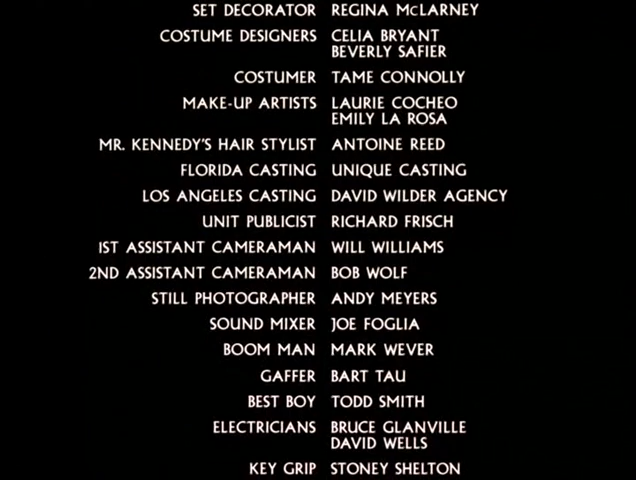 SET DECORATOR REGINA McLARNEY
COSTUME DESIGNERS CELIA BRYANT
BEVERLY SAFIER
COSTUMER TAME CONNOLLY
MAKE-UP ARTISTS LAURIE COCHEO
EMILY LA ROSA
MR. KENNEDY'S HAIR STYLIST ANTOINE REED
FLORIDA CASTING UNIQUE CASTING
LOS ANGELES CASTING DAVID WILDER AGENCY
UNIT PUBLICIST RICHARD FRISCH
1ST ASSISTANT CAMERAMAN WILL WILLIAMS
2ND ASSISTANT CAMERAMAN BOB WOLF
STILL PHOTOGRAPHER ANDY MEYERS
SOUND MIXER JOE FOGLIA
BOOM MAN MARK WEVER
GAFFER BART TAU
BEST BOY TODD SMITH
ELECTRICIANS BRUCE GLANVILLE
DAVID WELLS
KEY GRIP STONEY SHELTON